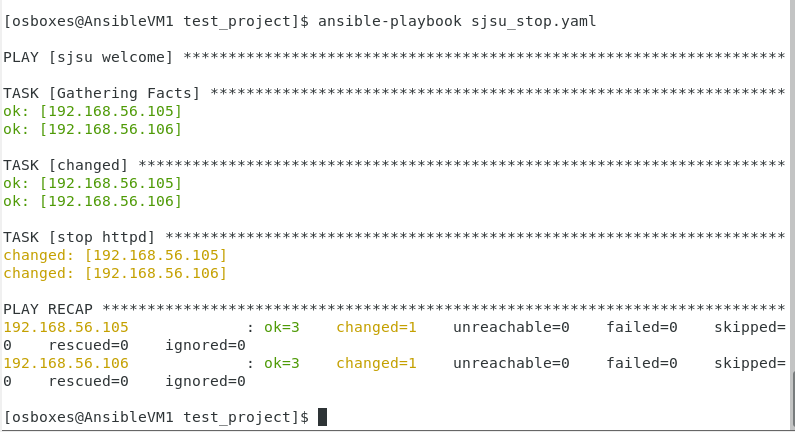 [osboxes@AnsibleVM1 test_project]$ ansible-playbook sjsu_stop.yaml
PLAY [sjsu welcome] *******************************************************************
TASK [Gathering Facts] ****************************************************************
ok: [192.168.56.105]
ok: [192.168.56.106]
TASK [changed] ************************************************************************
ok: [192.168.56.105]
ok: [192.168.56.106]
TASK [stop httpd] *********************************************************************
changed: [192.168.56.105]
changed: [192.168.56.106]
PLAY RECAP ****************************************************************************
192.168.56.105             : ok=3    changed=1    unreachable=0    failed=0    skipped=
0    rescued=0    ignored=0
192.168.56.106             : ok=3    changed=1    unreachable=0    failed=0    skipped=
0    rescued=0    ignored=0
[osboxes@AnsibleVM1 test_project]$